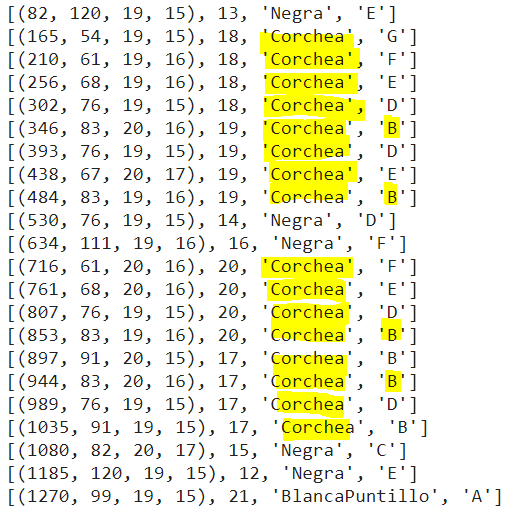 [(82, 120, 19, 15), 13, 'Negra', 'E']
[(165, 54, 19, 15), 18, 'Corchea', 'G']
[(210, 61, 19, 16), 18, 'Corchea', 'F']
[(256, 68, 19, 16), 18, 'Corchea', 'E']
[(302, 76, 19, 15), 18, 'Corchea', 'D']
[(346, 83, 20, 16), 19, 'Corchea', 'B']
[(393, 76, 19, 15), 19, 'Corchea', 'D']
[(438, 67, 20, 17), 19, 'Corchea', 'E']
[(484, 83, 19, 16), 19, 'Corchea', 'B']
[(530, 76, 19, 15), 14, 'Negra', 'D']
[(634, 111, 19, 16), 16, 'Negra', 'F']
[(716, 61, 20, 16), 20, 'Corchea', 'F']
[(761, 68, 20, 16), 20, 'Corchea', 'E']
[(807, 76, 19, 15), 20, 'Corchea', 'D']
[(853, 83, 19, 16), 20, 'Corchea', 'B']
[(897, 91, 20, 15), 17, 'Corchea', 'B']
[(944, 83, 20, 16), 17, 'Corchea', 'B']
[(989, 76, 19, 15), 17, 'Corchea', 'D']
[(1035, 91, 19, 15), 17, 'Corchea', 'B']
[(1080, 82, 20, 17), 15, 'Negra', 'C']
[(1185, 120, 19, 15), 12, 'Negra', 'E']
[(1270, 99, 19, 15), 21, 'BlancaPuntillo', 'A']